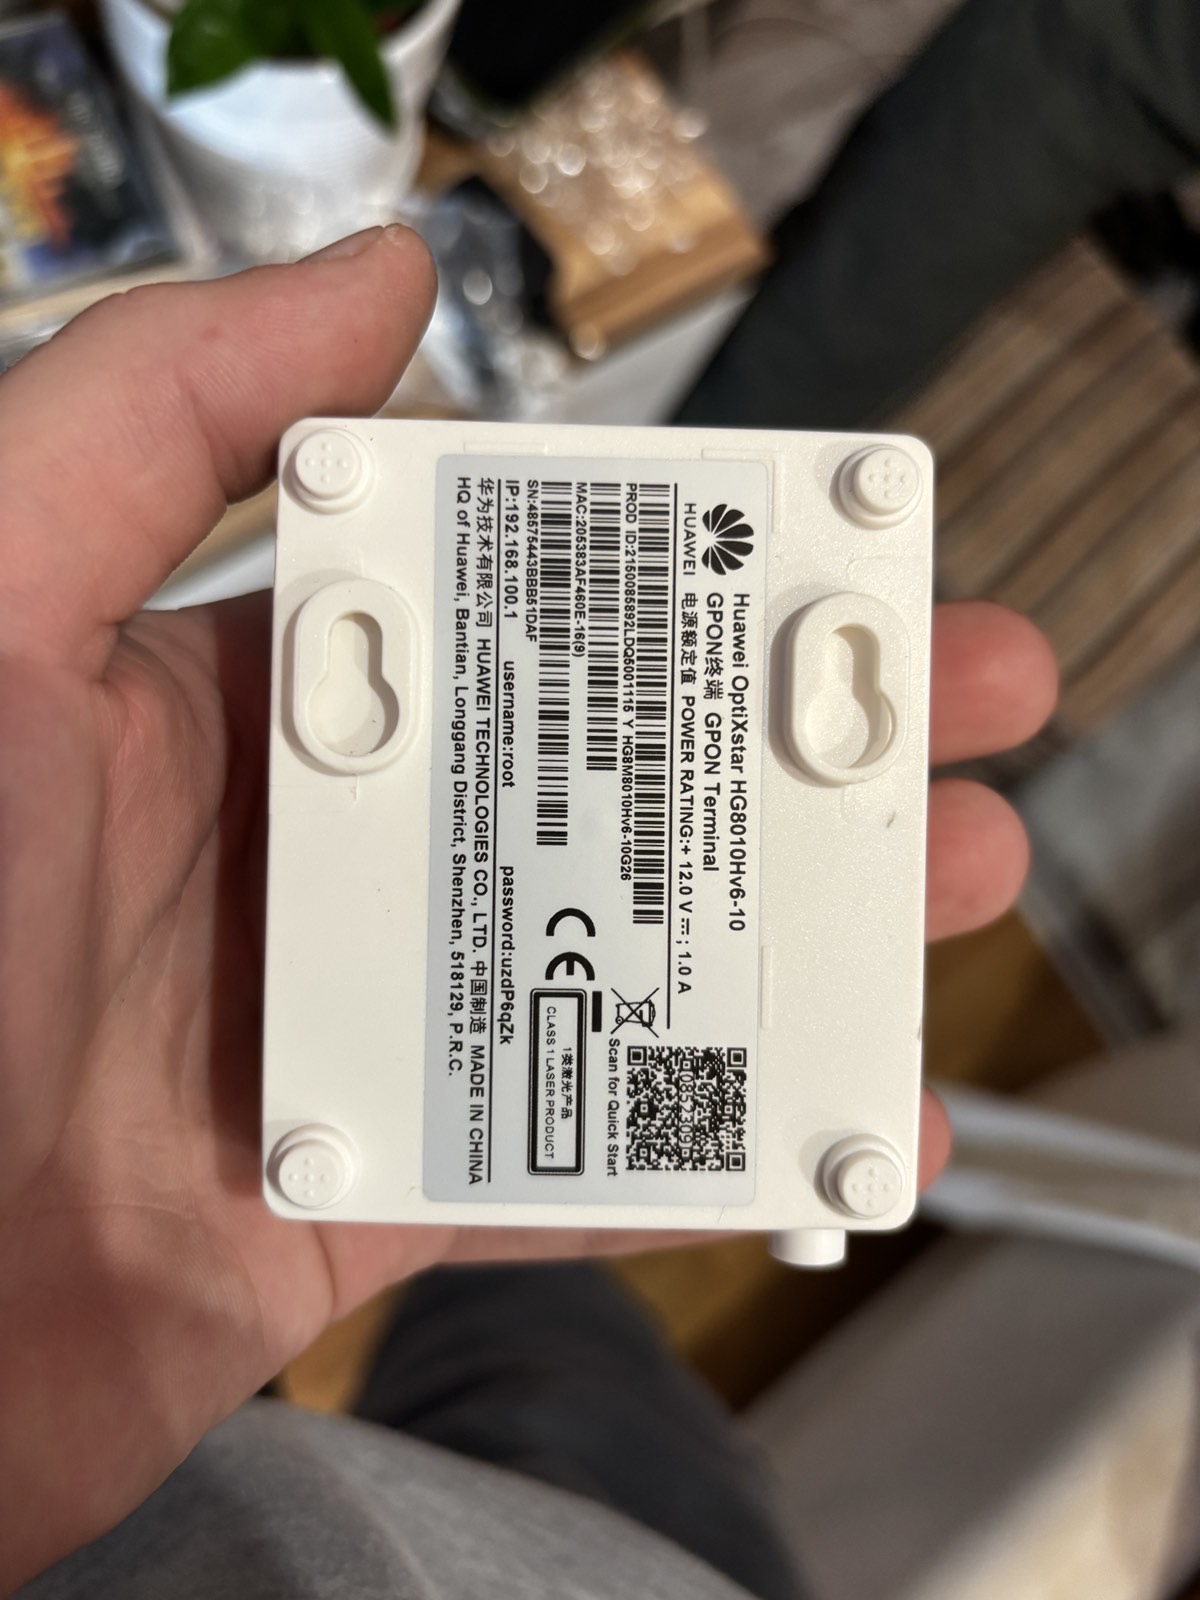 HUAWEI
Huawei OptiXstar HG8010Hv6-10
GPON终端 GPON Terminal
电源额定值 POWER RATING:+ 12.0 V ⎓; 1.0 A
PROD ID:2150085892LDQ5001115 Y HG8M8010Hv6-10G26
MAC:205383AF460E-16(9)
SN:48575443BBB51DAF
08523091
Scan for Quick Start
CE
1类激光产品
CLASS 1 LASER PRODUCT
IP:192.168.100.1 username:root password:uzdP6qZk
华为技术有限公司 HUAWEI TECHNOLOGIES CO., LTD. 中国制造 MADE IN CHINA
HQ of Huawei, Bantian, Longgang District, Shenzhen, 518129, P.R.C.